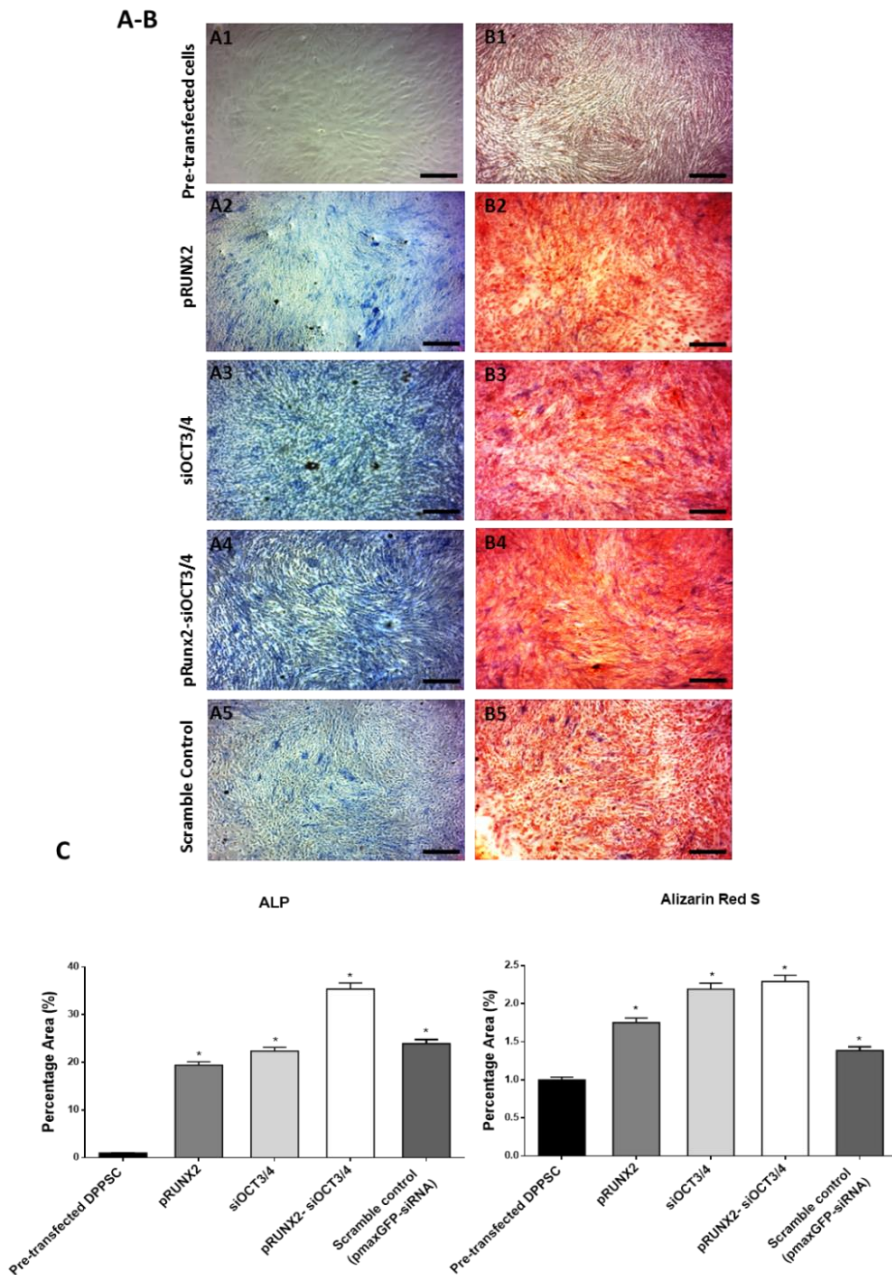 A-B
A1
B1
Pre-transfected cells
A2
B2
pRUNX2
A3
B3
siOCT3/4
A4
B4
pRunx2-siOCT3/4
A5
B5
Scramble Control
C
ALP
Alizarin Red S
Percentage Area (%)
40
30
20
10
0
*
*
*
*
Pre-transfected DPPSC
pRUNX2
siOCT3/4
pRUNX2- siOCT3/4
Scramble control
(pmaxGFP-siRNA)
Percentage Area (%)
2.5
2.0
1.5
1.0
0.5
0.0
*
*
*
*
Pre-transfected DPPSC
pRUNX2
siOCT3/4
pRUNX2- siOCT3/4
Scramble control
(pmaxGFP-siRNA)